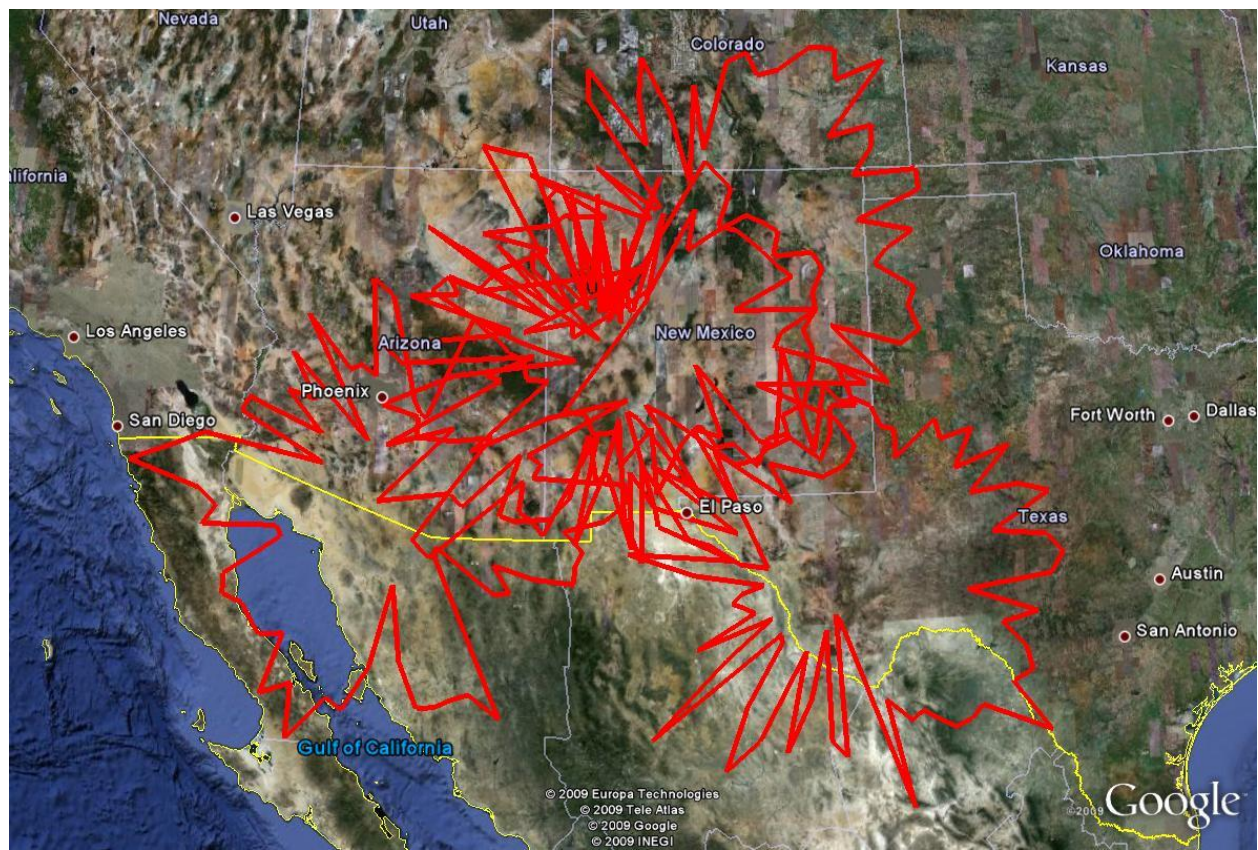 Nevada
Utah
Colorado
Kansas
alifornia
Las Vegas
Oklahoma
Los Angeles
Arizona
New Mexico
Phoenix
San Diego
Fort Worth
Dallas
El Paso
Texas
Austin
San Antonio
Gulf of California
© 2009 Europa Technologies
© 2009 Tele Atlas
© 2009 Google
© 2009 INEGI
©2009 Google